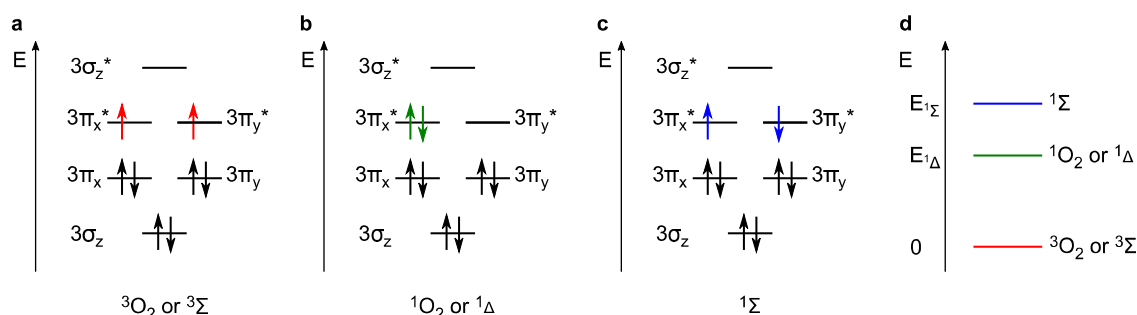 a b c d
E 3σz* E 3σz* E 3σz* E
3πx* 3πy* 3πx* 3πy* 3πx* 3πy* E1Σ 1Σ
E1Δ 1O2 or 1Δ
3πx 3πy 3πx 3πy 3πx 3πy
3σz 3σz 3σz 0 3O2 or 3Σ
3O2 or 3Σ 1O2 or 1Δ 1Σ